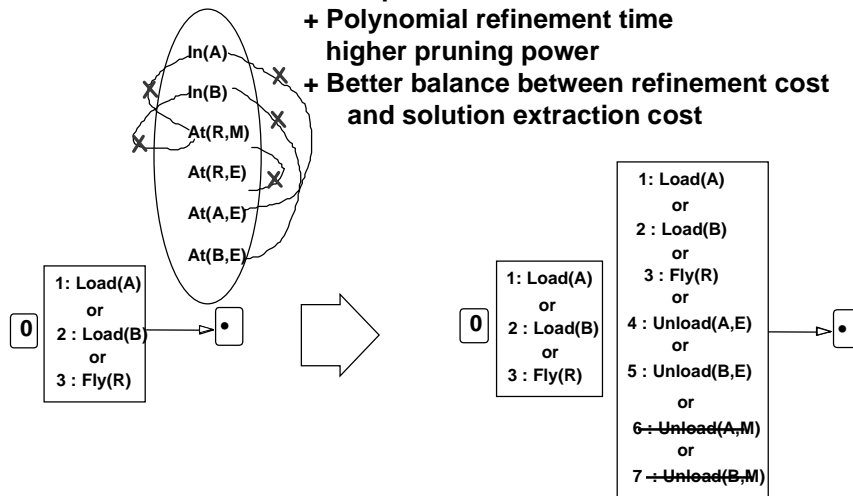 + Polynomial refinement time
higher pruning power
+ Better balance between refinement cost
and solution extraction cost
In(A)
In(B)
At(R,M)
At(R,E)
At(A,E)
At(B,E)
0
1: Load(A)
or
2 : Load(B)
or
3 : Fly(R)
0
1: Load(A)
or
2 : Load(B)
or
3 : Fly(R)
1: Load(A)
or
2 : Load(B)
or
3 : Fly(R)
or
4 : Unload(A,E)
or
5 : Unload(B,E)
or
6 : Unload(A,M)
or
7 : Unload(B,M)